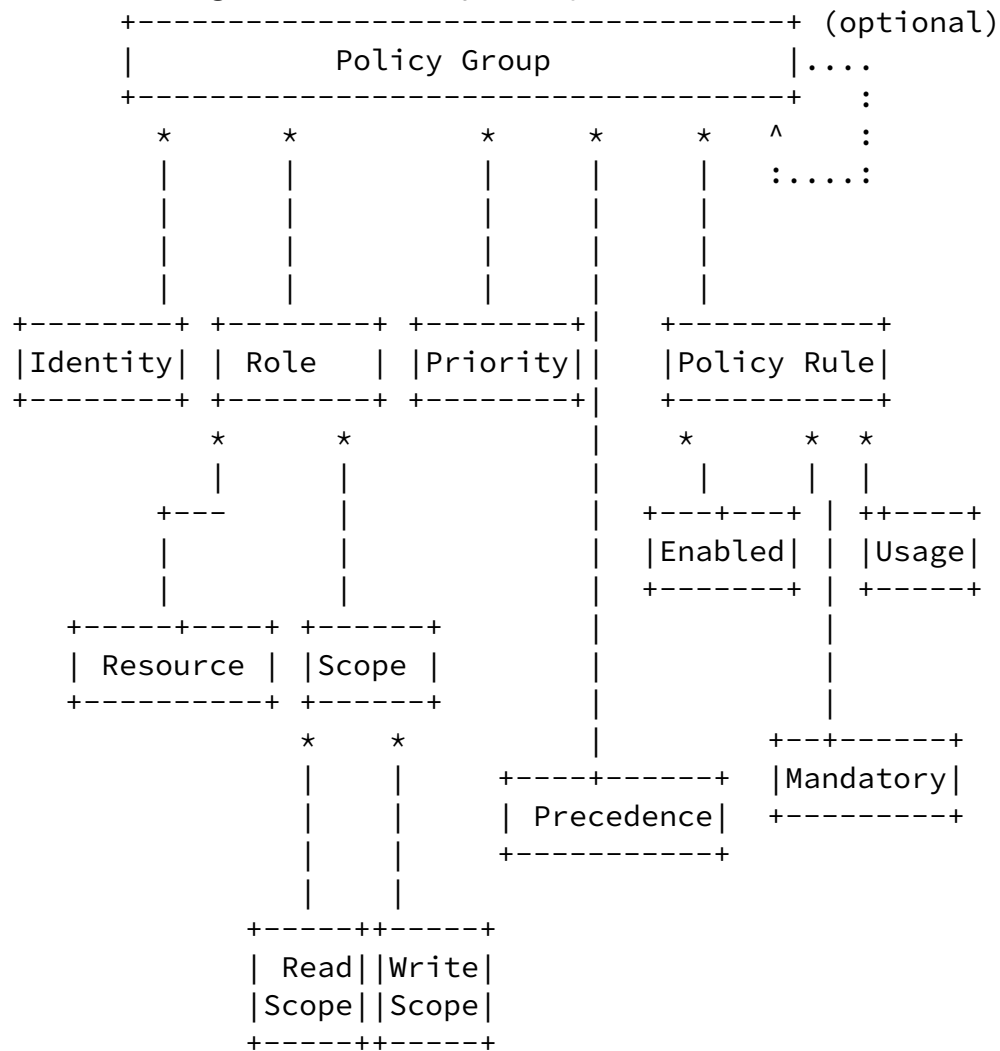 (optional)
Policy Group
Identity Role Priority Policy Rule
Enabled Usage
Resource Scope
Mandatory
Precedence
Read Write
Scope Scope